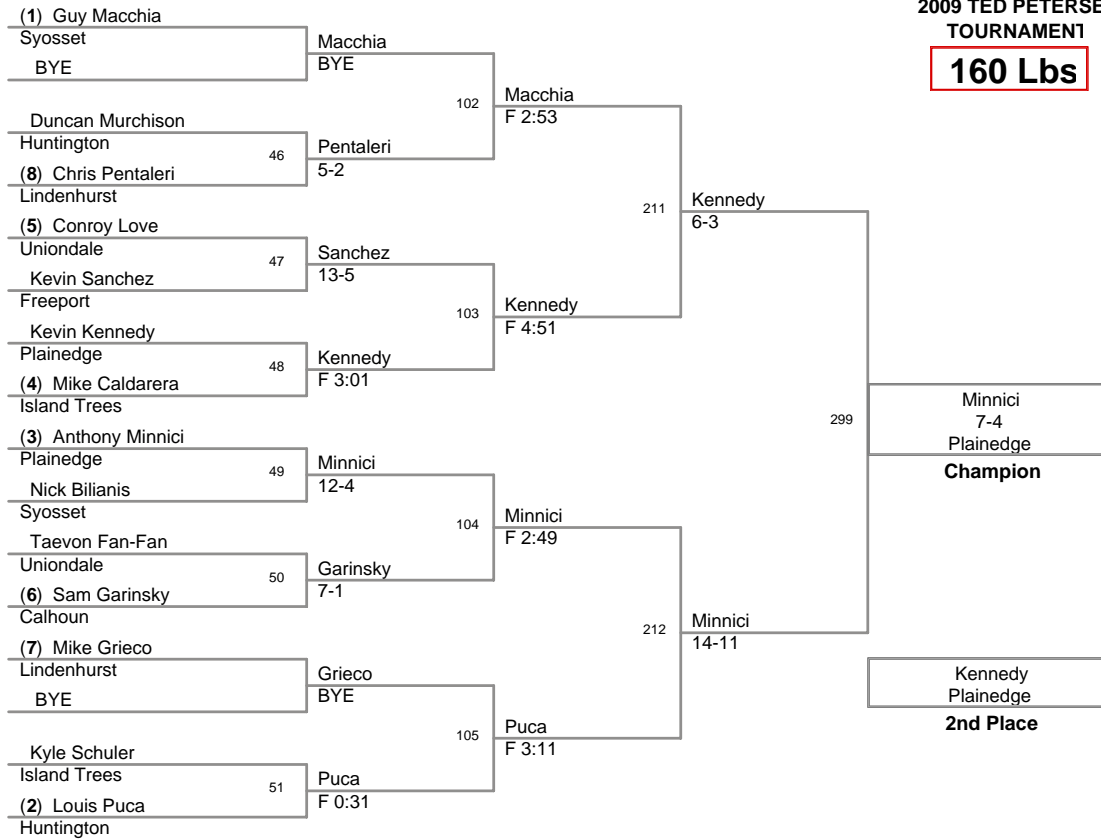 2009 TED PETERSE
TOURNAMENT
160 Lbs
(1) Guy Macchia
Syosset
BYE
Duncan Murchison
Huntington
(8) Chris Pentaleri
Lindenhurst
(5) Conroy Love
Uniondale
Kevin Sanchez
Freeport
Kevin Kennedy
Plainedge
(4) Mike Caldarera
Island Trees
(3) Anthony Minnici
Plainedge
Nick Bilianis
Syosset
Taevon Fan-Fan
Uniondale
(6) Sam Garinsky
Calhoun
(7) Mike Grieco
Lindenhurst
BYE
Kyle Schuler
Island Trees
(2) Louis Puca
Huntington
Macchia
BYE
46
Pentaleri
5-2
47
Sanchez
13-5
48
Kennedy
F 3:01
49
Minnici
12-4
50
Garinsky
7-1
Grieco
BYE
51
Puca
F 0:31
102
Macchia
F 2:53
103
Kennedy
F 4:51
104
Minnici
F 2:49
105
Puca
F 3:11
211
Kennedy
6-3
212
Minnici
14-11
299
Minnici
7-4
Plainedge
Champion
Kennedy
Plainedge
2nd Place